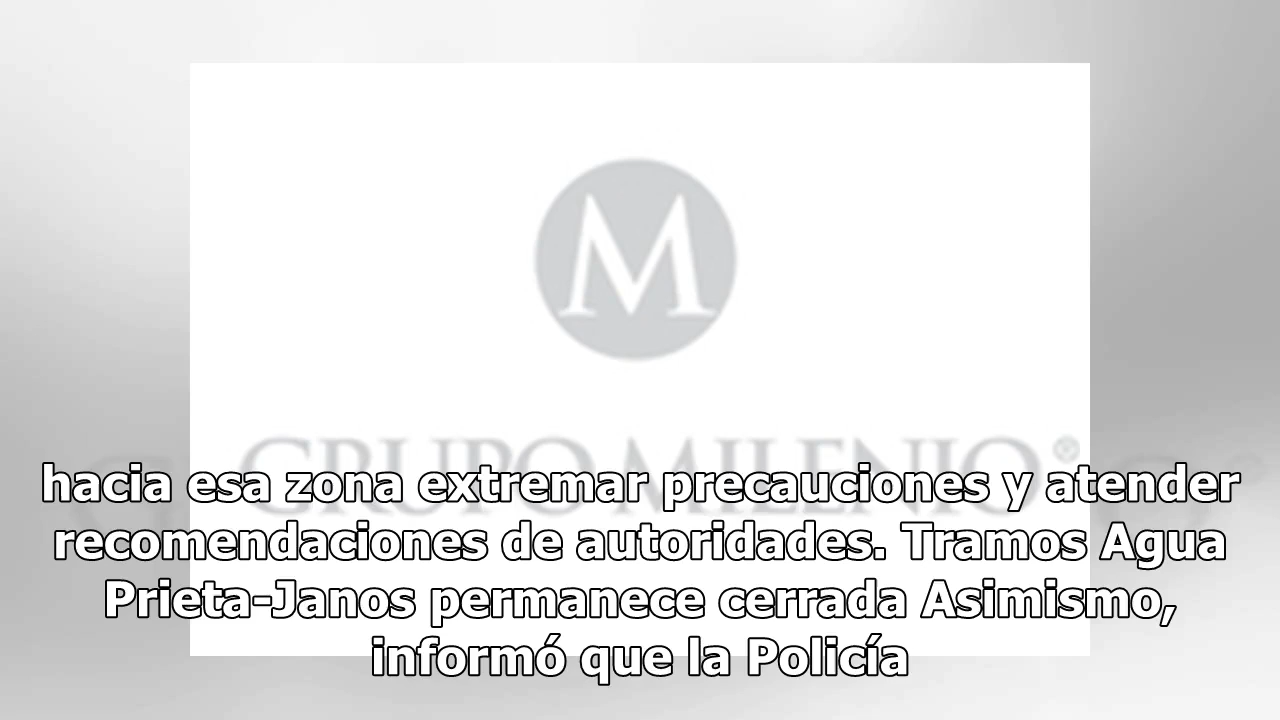 M
GRUPO MILENIO®
hacia esa zona extremar precauciones y atender
recomendaciones de autoridades. Tramos Agua
Prieta-Janos permanece cerrada Asimismo,
informó que la Policía